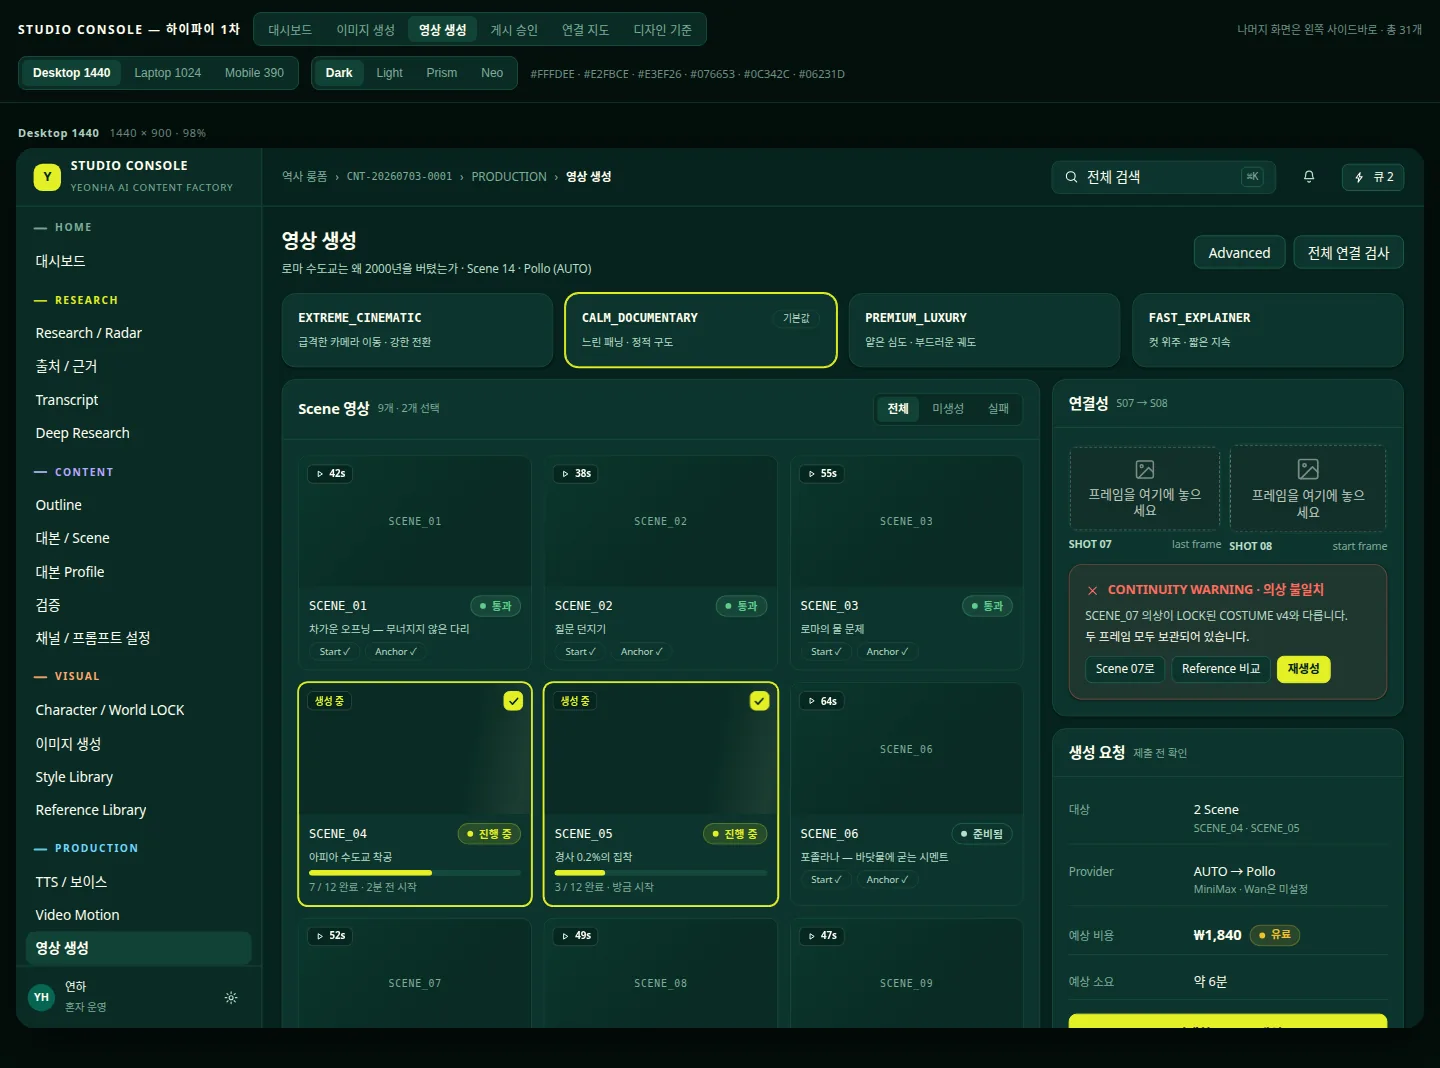 STUDIO CONSOLE — 하이파이 1차
대시보드 이미지 생성 영상 생성 게시 승인 연결 지도 디자인 기준
나머지 화면은 왼쪽 사이드바로 · 총 31개
Desktop 1440 Laptop 1024 Mobile 390
Dark Light Prism Neo
#FFFDEE · #E2FBCE · #E3EF26 · #076653 · #0C342C · #06231D
Desktop 1440 1440 × 900 · 98%
Y
STUDIO CONSOLE
YEONHA AI CONTENT FACTORY
HOME
대시보드
RESEARCH
Research / Radar
출처 / 근거
Transcript
Deep Research
CONTENT
Outline
대본 / Scene
대본 Profile
검증
채널 / 프롬프트 설정
VISUAL
Character / World LOCK
이미지 생성
Style Library
Reference Library
PRODUCTION
TTS / 보이스
Video Motion
영상 생성
YH
연하
혼자 운영
역사 롱폼 › CNT-20260703-0001 › PRODUCTION › 영상 생성
전체 검색 ⌘K
큐 2
영상 생성
로마 수도교는 왜 2000년을 버텼는가 · Scene 14 · Pollo (AUTO)
Advanced 전체 연결 검사
EXTREME_CINEMATIC
급격한 카메라 이동 · 강한 전환
CALM_DOCUMENTARY 기본값
느린 패닝 · 정적 구도
PREMIUM_LUXURY
얕은 심도 · 부드러운 궤도
FAST_EXPLAINER
컷 위주 · 짧은 지속
Scene 영상 9개 · 2개 선택
전체 미생성 실패
42s
SCENE_01
SCENE_01 통과
차가운 오프닝 — 무너지지 않은 다리
Start ✓ Anchor ✓
38s
SCENE_02
SCENE_02 통과
질문 던지기
Start ✓ Anchor ✓
55s
SCENE_03
SCENE_03 통과
로마의 물 문제
Start ✓ Anchor ✓
생성 중
SCENE_04 진행 중
아피아 수도교 착공
7 / 12 완료 · 2분 전 시작
생성 중
SCENE_05 진행 중
경사 0.2%의 집착
3 / 12 완료 · 방금 시작
64s
SCENE_06
SCENE_06 준비됨
포졸라나 — 바닷물에 굳는 시멘트
Start ✓ Anchor ✓
52s
SCENE_07
49s
SCENE_08
47s
SCENE_09
연결성 S07 → S08
프레임을 여기에 놓으
세요
SHOT 07 last frame
프레임을 여기에 놓으
세요
SHOT 08 start frame
CONTINUITY WARNING · 의상 불일치
SCENE_07 의상이 LOCK된 COSTUME v4와 다릅니다.
두 프레임 모두 보관되어 있습니다.
Scene 07로 Reference 비교 재생성
생성 요청 제출 전 확인
대상 2 Scene
SCENE_04 · SCENE_05
Provider AUTO → Pollo
MiniMax · Wan은 미설정
예상 비용 ₩1,840 유료
예상 소요 약 6분